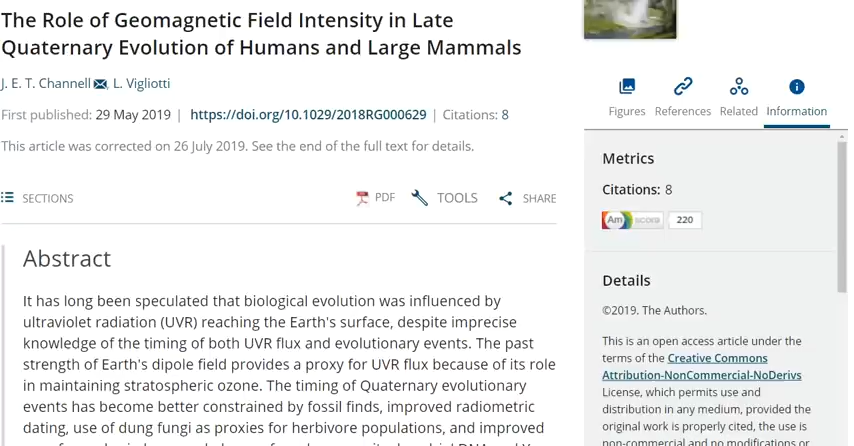 The Role of Geomagnetic Field Intensity in Late
Quaternary Evolution of Humans and Large Mammals
J. E. T. Channell, L. Vigliotti
First published: 29 May 2019 | https://doi.org/10.1029/2018RG000629 | Citations: 8
This article was corrected on 26 July 2019. See the end of the full text for details.
SECTIONS
PDF
TOOLS
SHARE
Abstract
It has long been speculated that biological evolution was influenced by
ultraviolet radiation (UVR) reaching the Earth's surface, despite imprecise
knowledge of the timing of both UVR flux and evolutionary events. The past
strength of Earth's dipole field provides a proxy for UVR flux because of its role
in maintaining stratospheric ozone. The timing of Quaternary evolutionary
events has become better constrained by fossil finds, improved radiometric
dating, use of dung fungi as proxies for herbivore populations, and improved
Figures
References
Related
Information
Metrics
Citations: 8
Am score 220
Details
©2019. The Authors.
This is an open access article under the
terms of the Creative Commons
Attribution-NonCommercial-NoDerivs
License, which permits use and
distribution in any medium, provided the
original work is properly cited, the use is
non-commercial and no modifications or